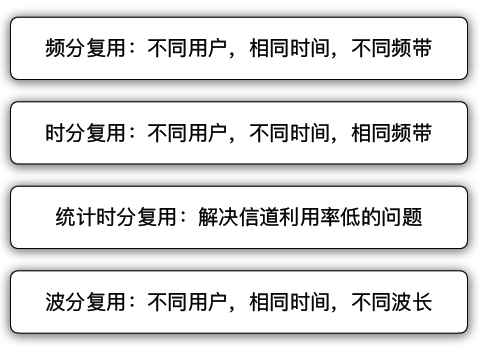 频分复用：不同用户，相同时间，不同频带
时分复用：不同用户，不同时间，相同频带
统计时分复用：解决信道利用率低的问题
波分复用：不同用户，相同时间，不同波长